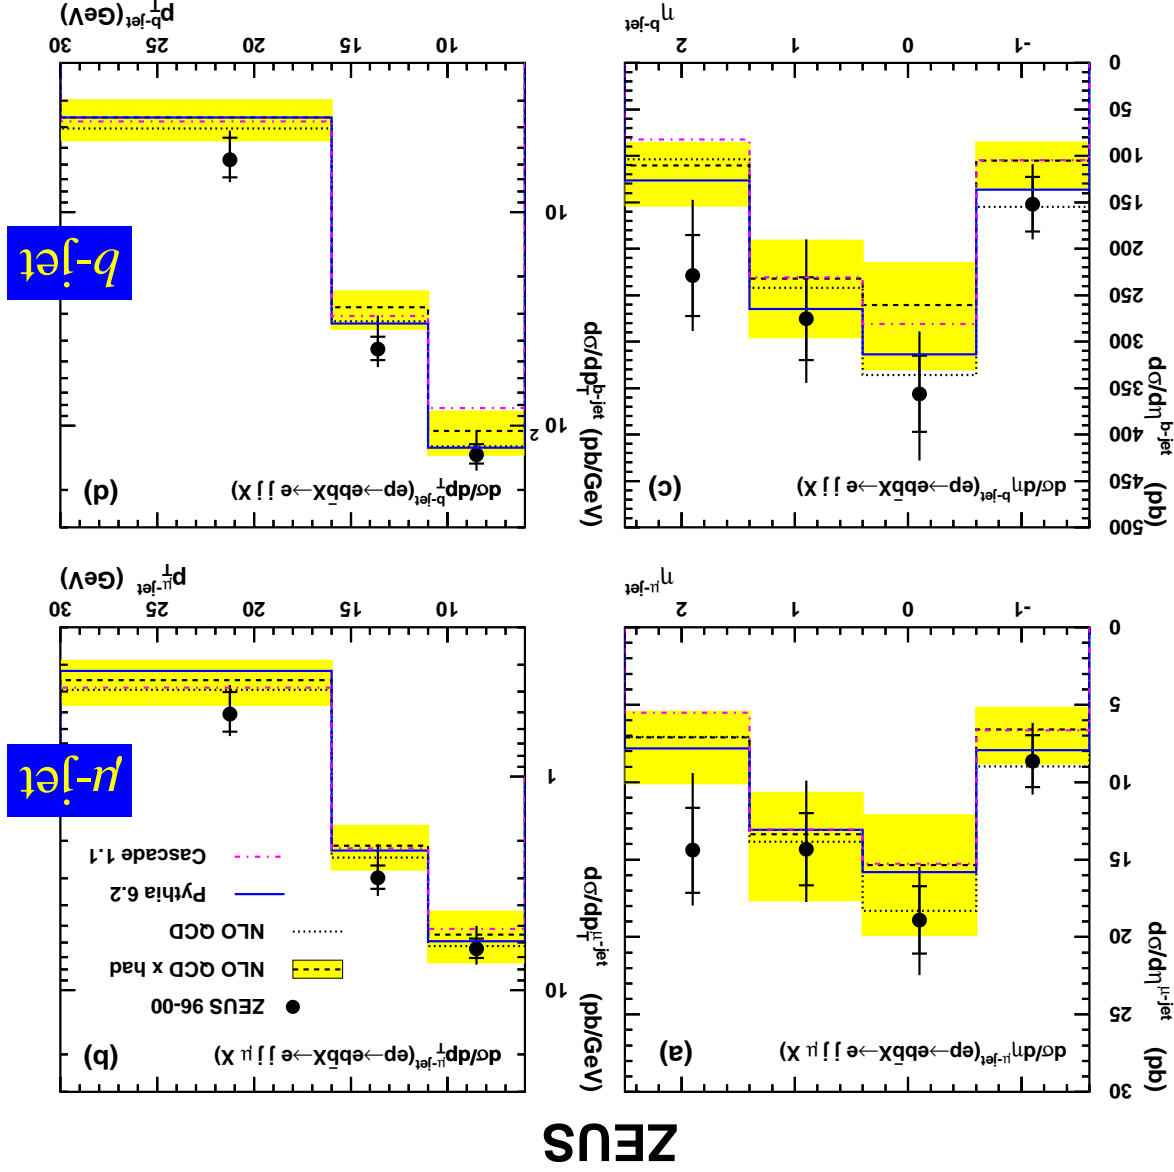 ZEUS
dσ/dη^μ-jet (pb)
30
25
20
15
10
5
0
dσ/dη^μ-jet(ep→ebb̄X→e j j μ X)
(a)
-1 0 1 2
η^μ-jet
dσ/dp_T^μ-jet (pb/GeV)
10
1
dσ/dp_T^μ-jet(ep→ebb̄X→e j j μ X)
(b)
ZEUS 96-00
NLO QCD x had
NLO QCD
Pythia 6.2
Cascade 1.1
10 15 20 25 30
p_T^μ-jet (GeV)
μ-jet
dσ/dη^b-jet (pb)
500
450
400
350
300
250
200
150
100
50
0
dσ/dη^b-jet(ep→ebb̄X→e j j X)
(c)
-1 0 1 2
η^b-jet
dσ/dp_T^b-jet (pb/GeV)
10^2
10
dσ/dp_T^b-jet(ep→ebb̄X→e j j X)
(d)
10 15 20 25 30
p_T^b-jet (GeV)
b-jet